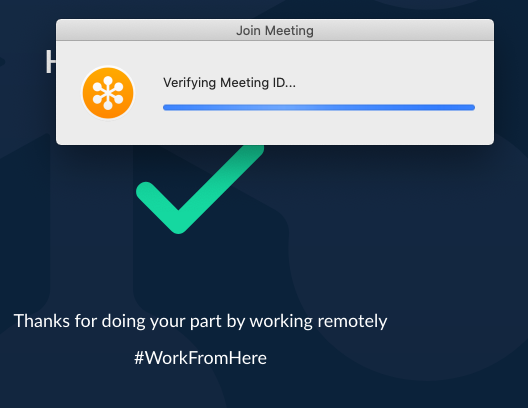 Join Meeting
Verifying Meeting ID...
Thanks for doing your part by working remotely
#WorkFromHere